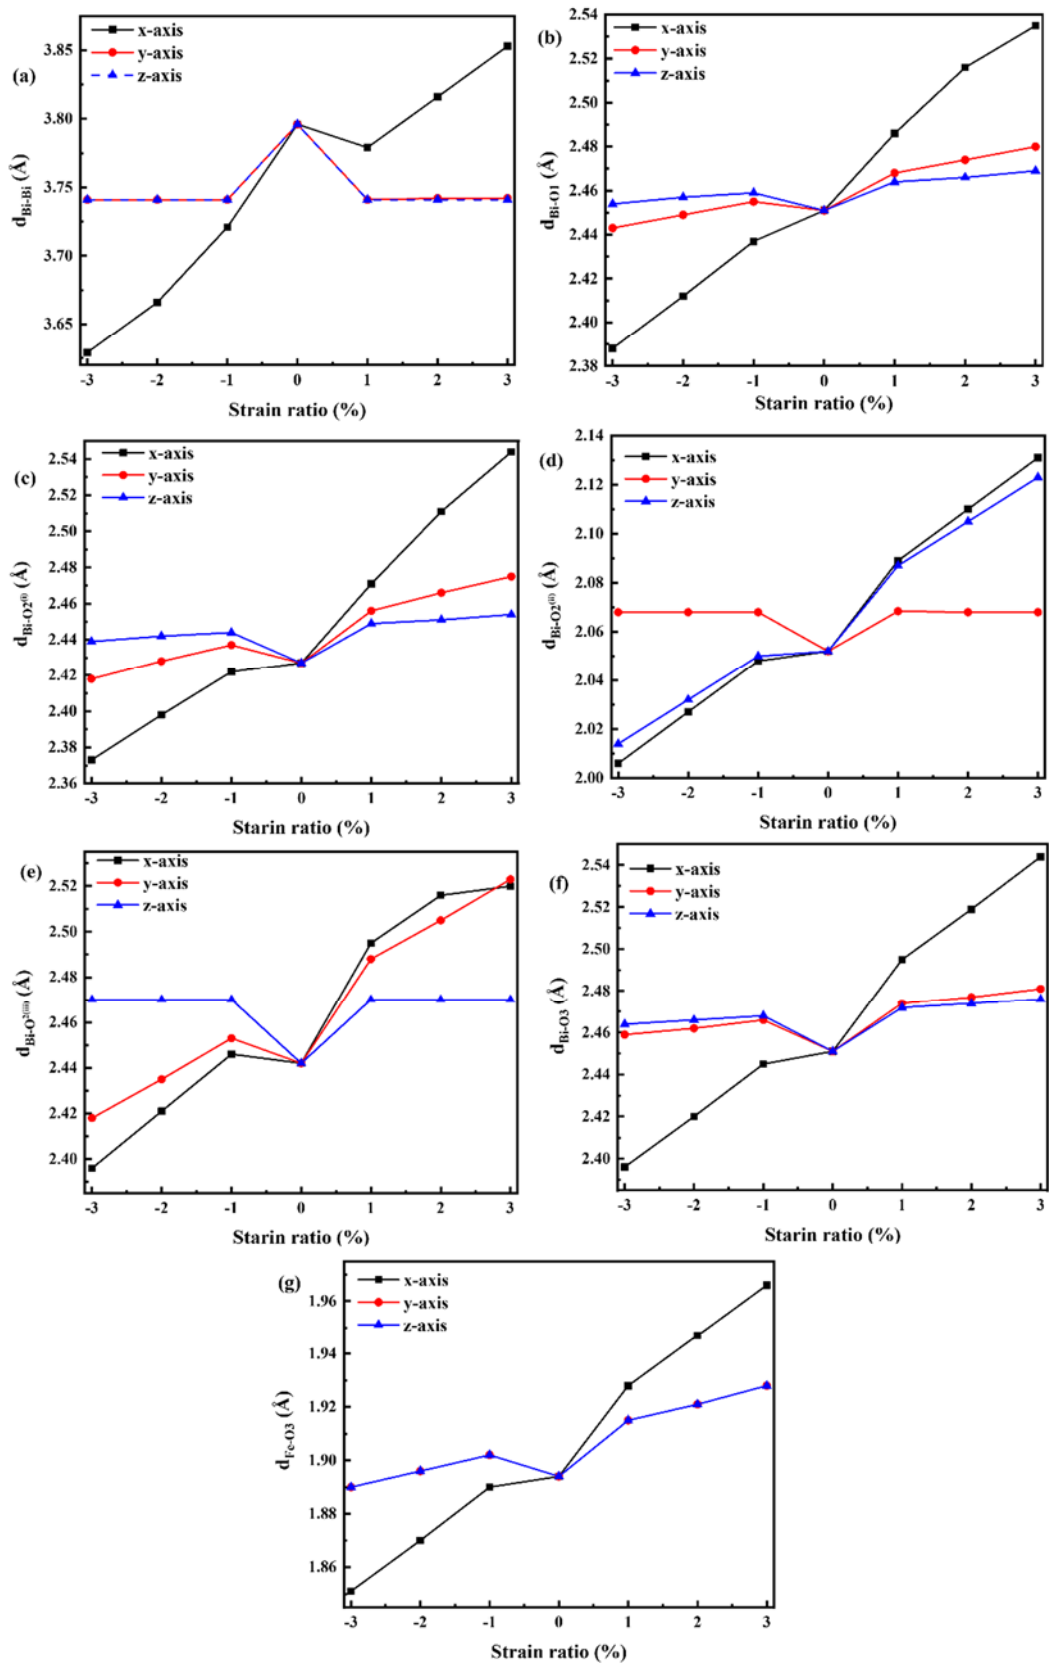 (a)
x-axis
y-axis
z-axis
3.85
3.80
3.75
3.70
3.65
d_Bi-Bi (Å)
-3 -2 -1 0 1 2 3
Strain ratio (%)
(b)
x-axis
y-axis
z-axis
2.54
2.52
2.50
2.48
2.46
2.44
2.42
2.40
2.38
d_Bi-O1 (Å)
-3 -2 -1 0 1 2 3
Starin ratio (%)
(c)
x-axis
y-axis
z-axis
2.54
2.52
2.50
2.48
2.46
2.44
2.42
2.40
2.38
2.36
d_Bi-O2(i) (Å)
-3 -2 -1 0 1 2 3
Starin ratio (%)
(d)
x-axis
y-axis
z-axis
2.14
2.12
2.10
2.08
2.06
2.04
2.02
2.00
d_Bi-O2(ii) (Å)
-3 -2 -1 0 1 2 3
Starin ratio (%)
(e)
x-axis
y-axis
z-axis
2.52
2.50
2.48
2.46
2.44
2.42
2.40
d_Bi-O2(iii) (Å)
-3 -2 -1 0 1 2 3
Starin ratio (%)
(f)
x-axis
y-axis
z-axis
2.54
2.52
2.50
2.48
2.46
2.44
2.42
2.40
d_Bi-O3 (Å)
-3 -2 -1 0 1 2 3
Starin ratio (%)
(g)
x-axis
y-axis
z-axis
1.96
1.94
1.92
1.90
1.88
1.86
d_Fe-O3 (Å)
-3 -2 -1 0 1 2 3
Strain ratio (%)